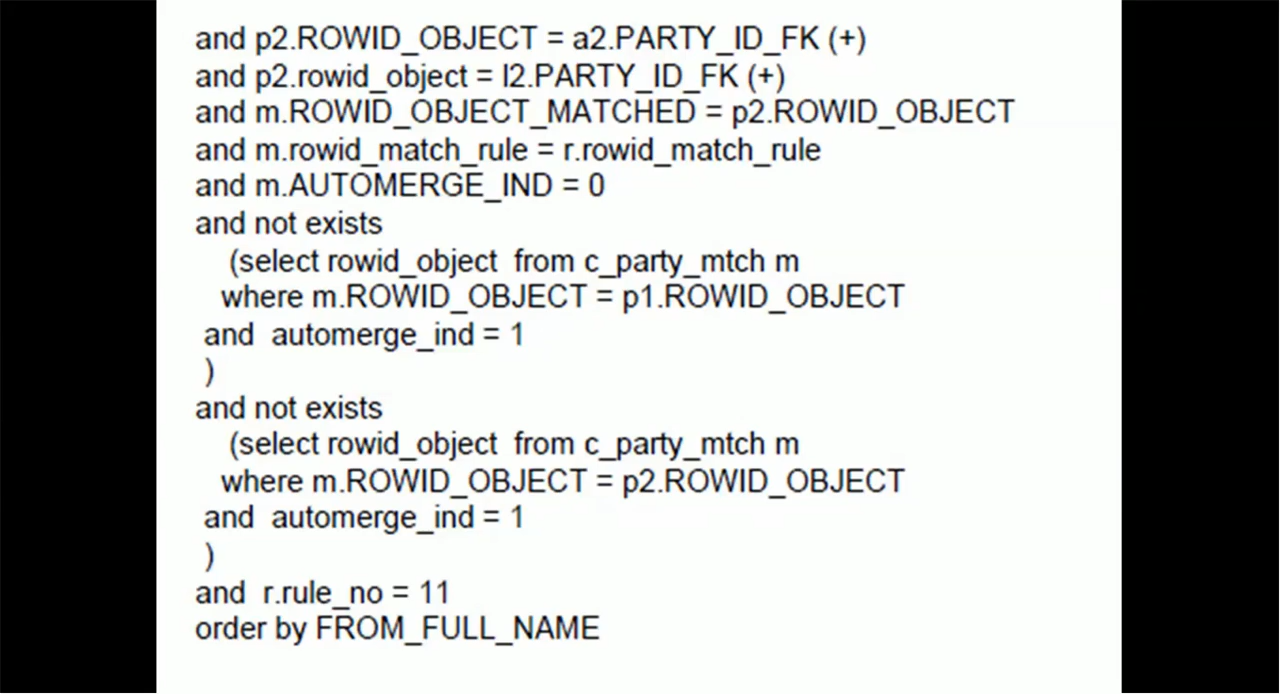 and p2.ROWID_OBJECT = a2.PARTY_ID_FK (+)
and p2.rowid_object = l2.PARTY_ID_FK (+)
and m.ROWID_OBJECT_MATCHED = p2.ROWID_OBJECT
and m.rowid_match_rule = r.rowid_match_rule
and m.AUTOMERGE_IND = 0
and not exists
(select rowid_object from c_party_mtch m
where m.ROWID_OBJECT = p1.ROWID_OBJECT
and automerge_ind = 1
)
and not exists
(select rowid_object from c_party_mtch m
where m.ROWID_OBJECT = p2.ROWID_OBJECT
and automerge_ind = 1
)
and r.rule_no = 11
order by FROM_FULL_NAME